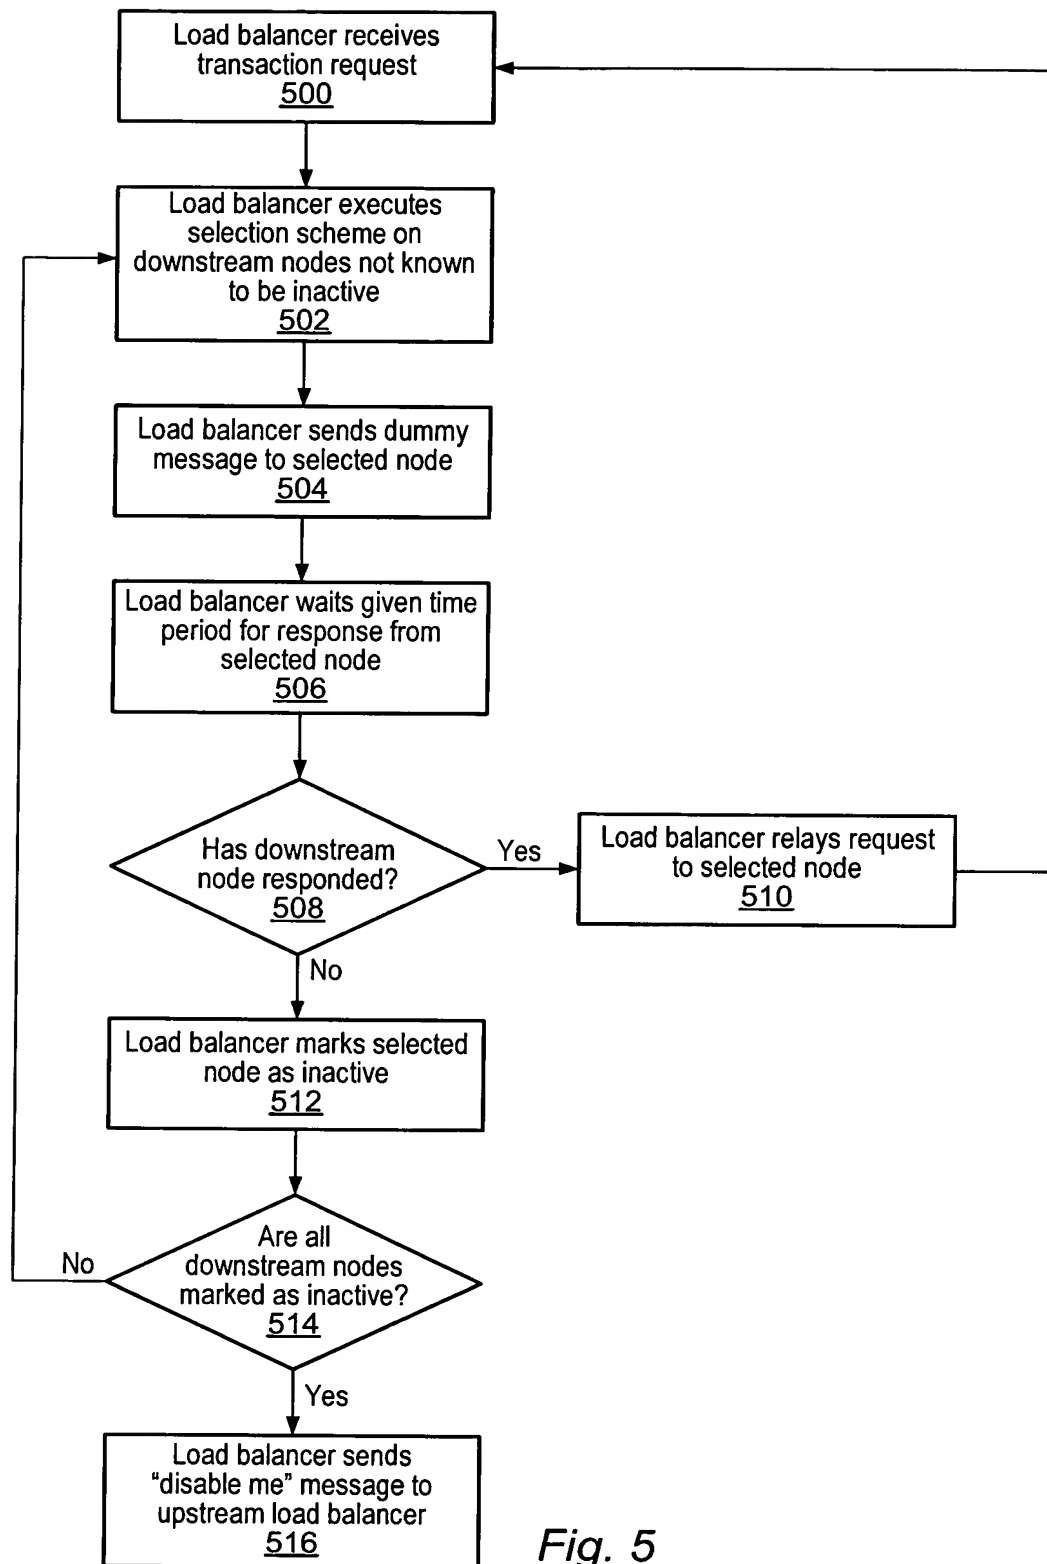 Load balancer receives
transaction request
500
Load balancer executes
selection scheme on
downstream nodes not known
to be inactive
502
Load balancer sends dummy
message to selected node
504
Load balancer waits given time
period for response from
selected node
506
Has downstream
node responded?
508
Yes
Load balancer relays request
to selected node
510
No
Load balancer marks selected
node as inactive
512
Are all
downstream nodes
marked as inactive?
514
No
Yes
Load balancer sends
“disable me” message to
upstream load balancer
516
Fig. 5